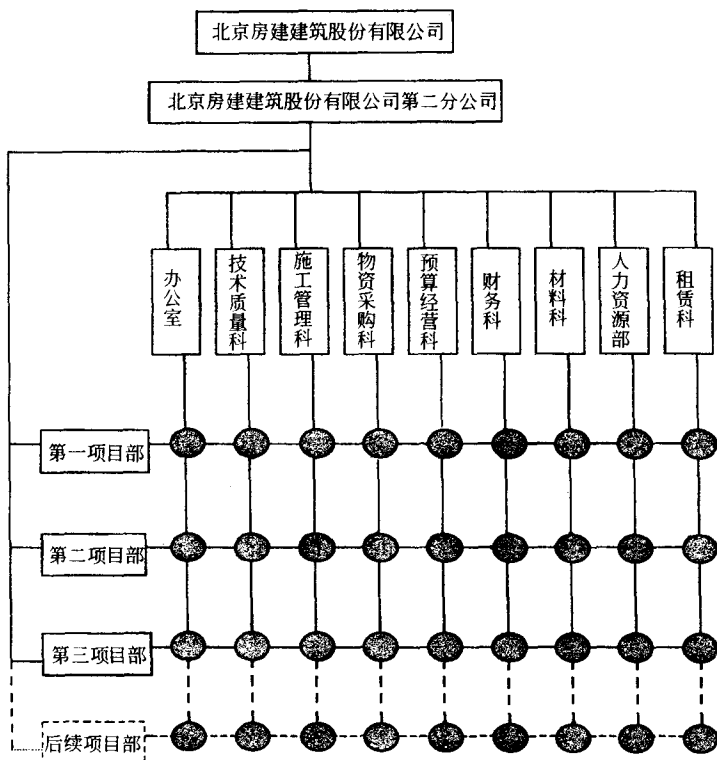 北京房建建筑股份有限公司
北京房建建筑股份有限公司第二分公司
办公室
技术质量科
施工管理科
物资采购科
预算经营科
财务科
材料科
人力资源部
租赁科
第一项目部
第二项目部
第三项目部
后续项目部